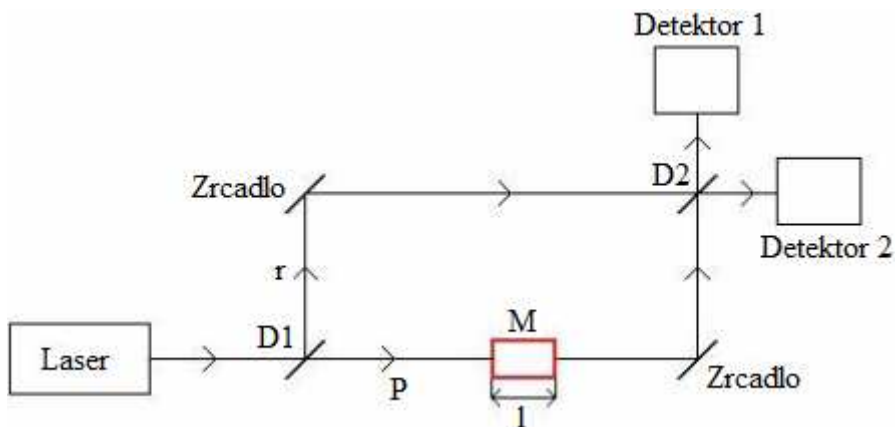 Detektor 1
Zrcadlo
D2
Detektor 2
r
M
D1
Laser
P
Zrcadlo
l